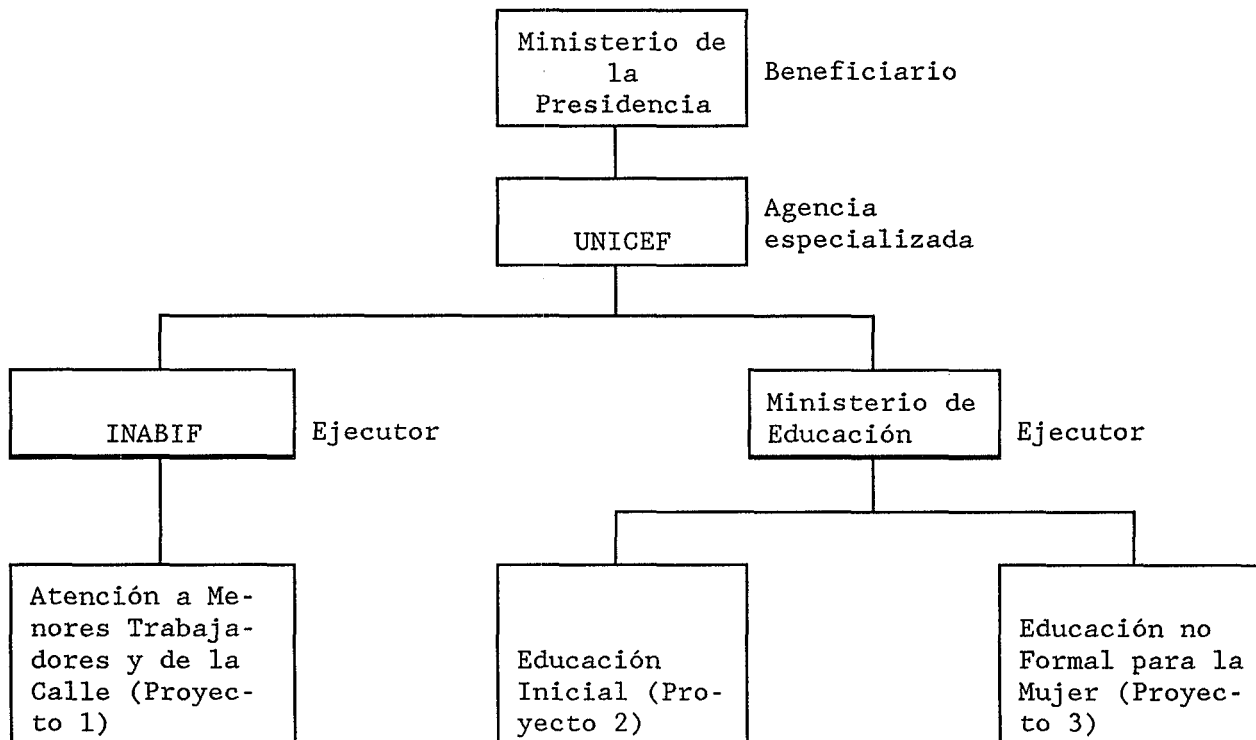 Ministerio de
la
Presidencia
Beneficiario
UNICEF
Agencia
especializada
INABIF
Ejecutor
Ministerio de
Educación
Ejecutor
Atención a Me-
nores Trabaja-
dores y de la
Calle (Proyec-
to 1)
Educación
Inicial (Pro-
yecto 2)
Educación no
Formal para la
Mujer (Proyec-
to 3)